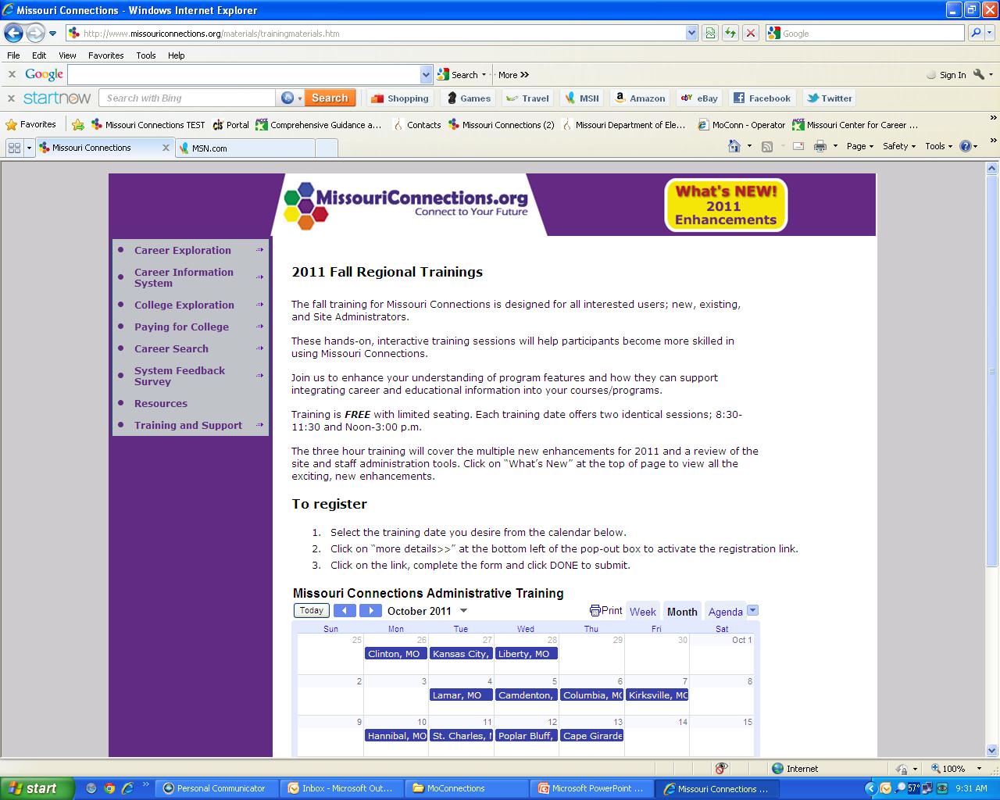 Missouri Connections - Windows Internet Explorer
http://www.missouriconnections.org/materials/trainingmaterials.htm
Google
File Edit View Favorites Tools Help
x Google Search More >> Sign In
x startnow Search with Bing Search Shopping Games Travel MSN Amazon eBay Facebook Twitter
Favorites Missouri Connections TEST Portal Comprehensive Guidance a... Contacts Missouri Connections (2) Missouri Department of Ele... MoConn - Operator Missouri Center for Career ...
Missouri Connections x MSN.com Page Safety Tools
MissouriConnections.org
Connect to Your Future
What's NEW!
2011
Enhancements
Career Exploration
Career Information
System
College Exploration
Paying for College
Career Search
System Feedback
Survey
Resources
Training and Support
2011 Fall Regional Trainings
The fall training for Missouri Connections is designed for all interested users; new, existing,
and Site Administrators.
These hands-on, interactive training sessions will help participants become more skilled in
using Missouri Connections.
Join us to enhance your understanding of program features and how they can support
integrating career and educational information into your courses/programs.
Training is FREE with limited seating. Each training date offers two identical sessions; 8:30-
11:30 and Noon-3:00 p.m.
The three hour training will cover the multiple new enhancements for 2011 and a review of the
site and staff administration tools. Click on “What’s New” at the top of page to view all the
exciting, new enhancements.
To register
1. Select the training date you desire from the calendar below.
2. Click on “more details>>” at the bottom left of the pop-out box to activate the registration link.
3. Click on the link, complete the form and click DONE to submit.
Missouri Connections Administrative Training
Today October 2011 Print Week Month Agenda
Sun Mon Tue Wed Thu Fri Sat
25 26 27 28 29 30 Oct 1
Clinton, MO Kansas City, Liberty, MO
2 3 4 5 6 7 8
Lamar, MO Camdenton, Columbia, MO Kirksville, MO
9 10 11 12 13 14 15
Hannibal, MO St. Charles, Poplar Bluff, Cape Girarde
Internet 100%
start Personal Communicator Inbox - Microsoft Out... MoConnections Microsoft PowerPoint ... Missouri Connections ... 57° 9:31 AM